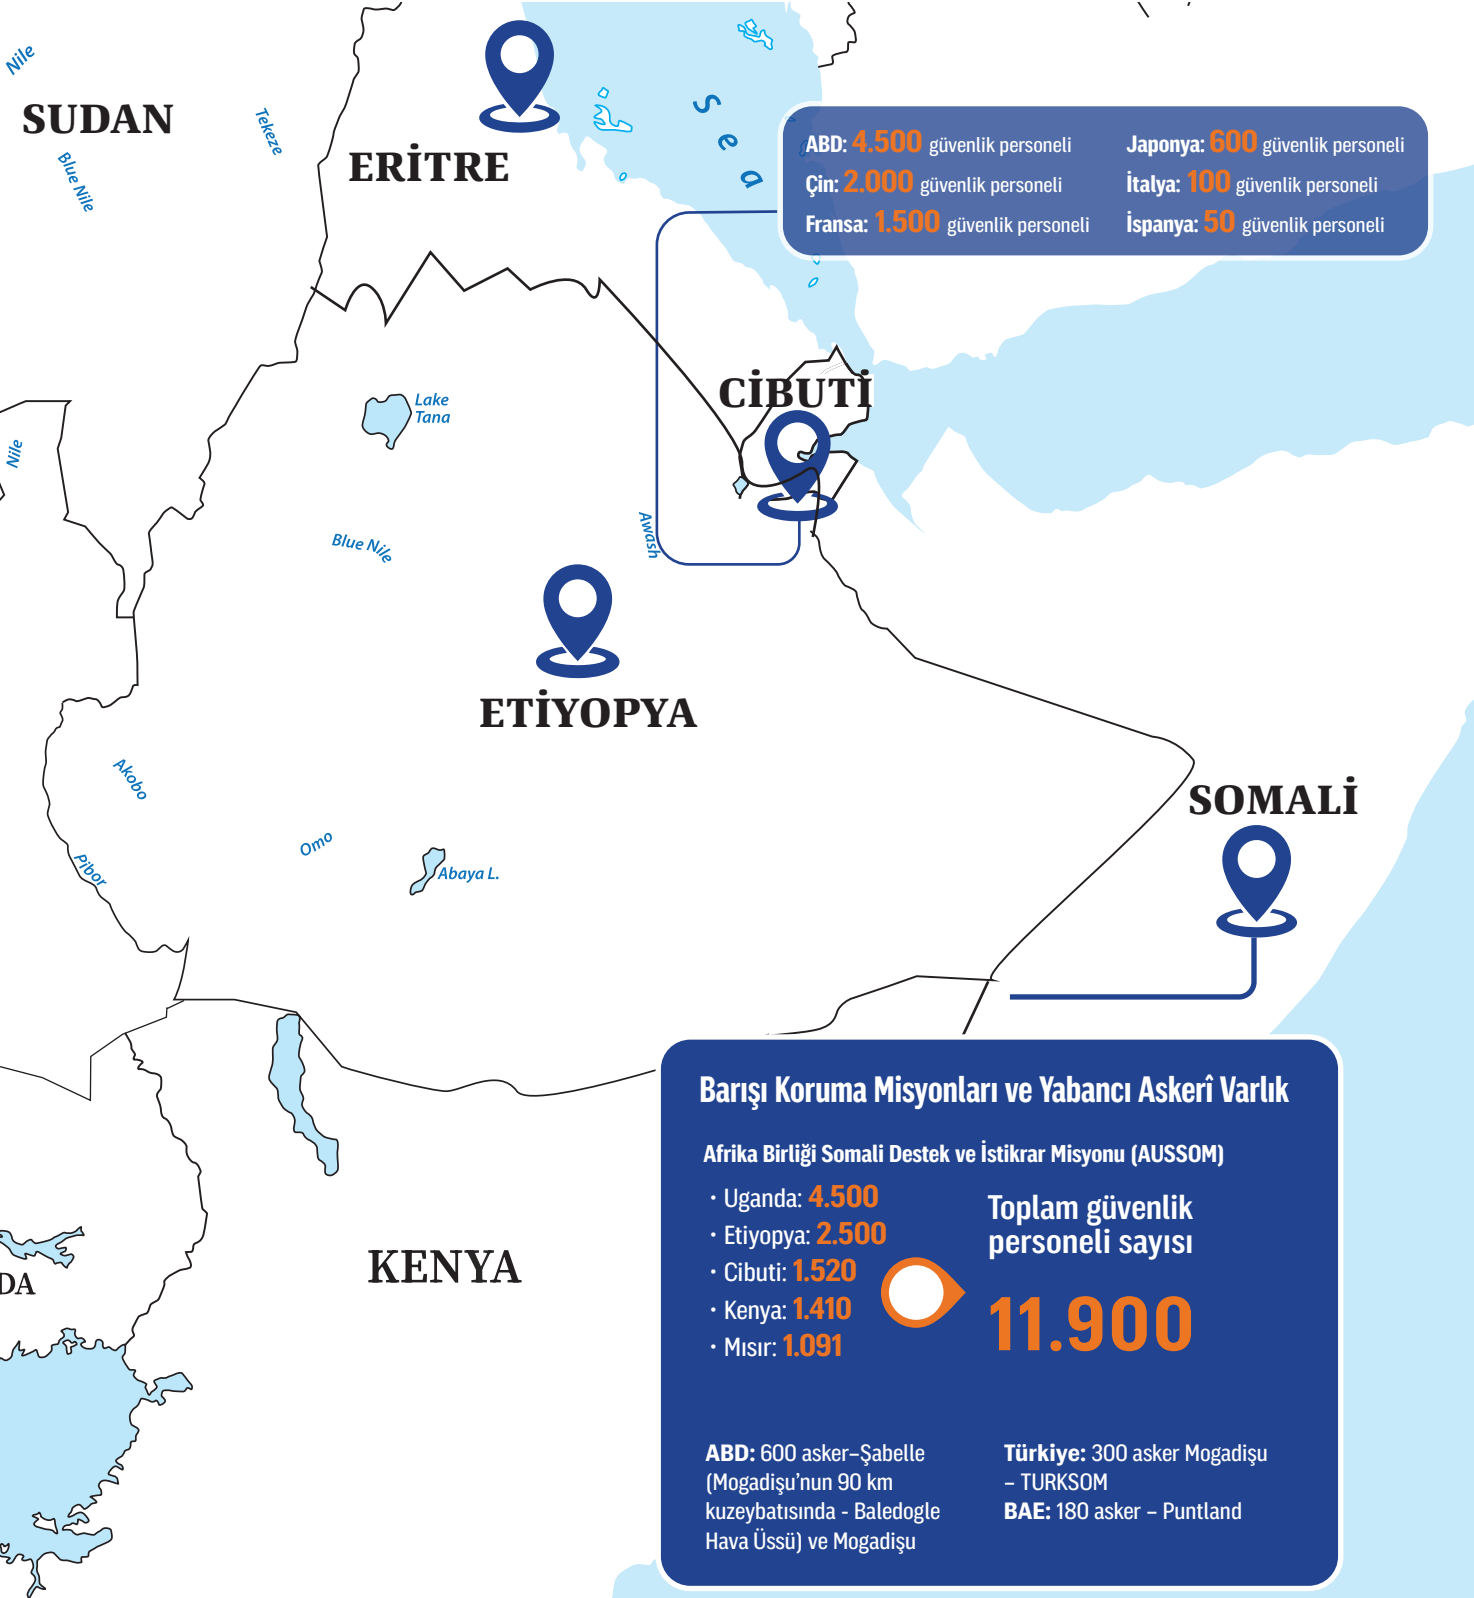 Nile
SUDAN
Tekeze
Blue Nile
ERİTRE
Sea
ABD: 4.500 güvenlik personeli
Çin: 2.000 güvenlik personeli
Fransa: 1.500 güvenlik personeli
Japonya: 600 güvenlik personeli
İtalya: 100 güvenlik personeli
İspanya: 50 güvenlik personeli
CİBUTİ
Lake
Tana
Nile
Blue Nile
Awash
ETİYOPYA
Akobo
Pibor
Omo
Abaya L.
SOMALİ
KENYA
DA
Barışı Koruma Misyonları ve Yabancı Askerî Varlık
Afrika Birliği Somali Destek ve İstikrar Misyonu (AUSSOM)
· Uganda: 4.500
· Etiyopya: 2.500
· Cibuti: 1.520
· Kenya: 1.410
· Mısır: 1.091
Toplam güvenlik
personeli sayısı
11.900
ABD: 600 asker–Şabelle
(Mogadişu’nun 90 km
kuzeybatısında - Baledogle
Hava Üssü) ve Mogadişu
Türkiye: 300 asker Mogadişu
– TURKSOM
BAE: 180 asker – Puntland